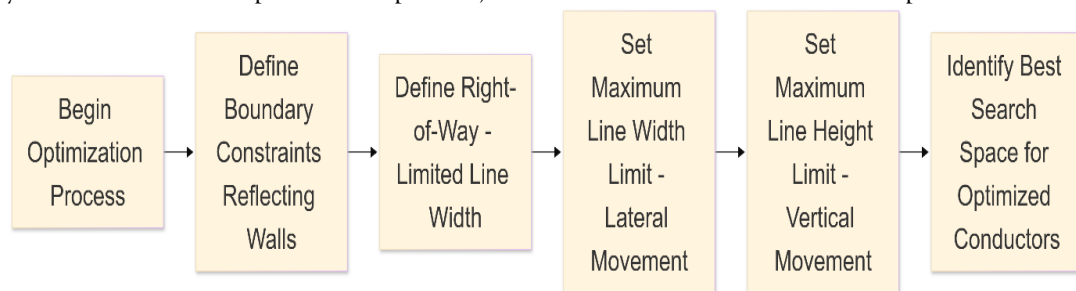 Begin
Optimization
Process
Define
Boundary
Constraints
Reflecting
Walls
Define Right-
of-Way -
Limited Line
Width
Set
Maximum
Line Width
Limit -
Lateral
Movement
Set
Maximum
Line Height
Limit -
Vertical
Movement
Identify Best
Search
Space for
Optimized
Conductors